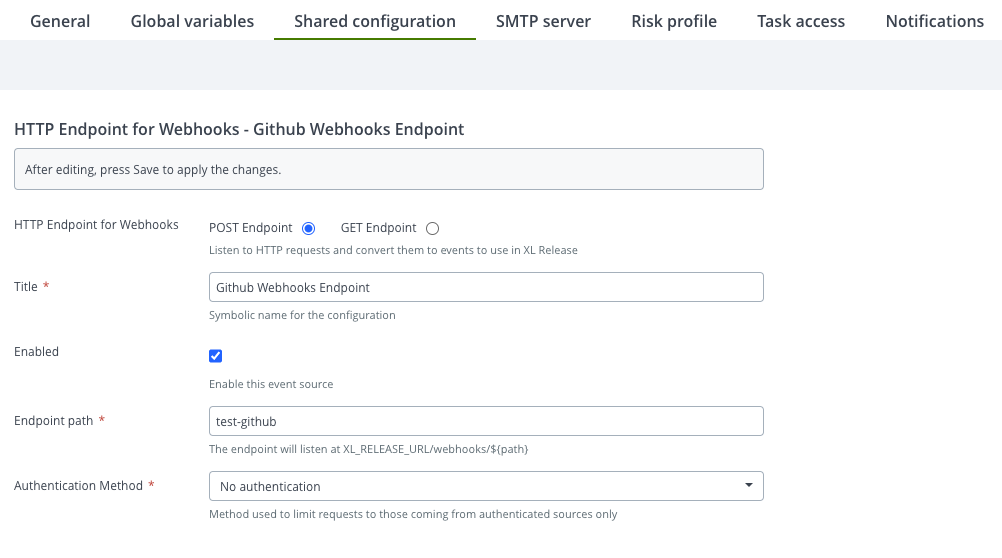 General Global variables Shared configuration SMTP server Risk profile Task access Notifications
HTTP Endpoint for Webhooks - Github Webhooks Endpoint
After editing, press Save to apply the changes.
HTTP Endpoint for Webhooks POST Endpoint GET Endpoint
Listen to HTTP requests and convert them to events to use in XL Release
Title * Github Webhooks Endpoint
Symbolic name for the configuration
Enabled
Enable this event source
Endpoint path * test-github
The endpoint will listen at XL_RELEASE_URL/webhooks/${path}
Authentication Method * No authentication
Method used to limit requests to those coming from authenticated sources only